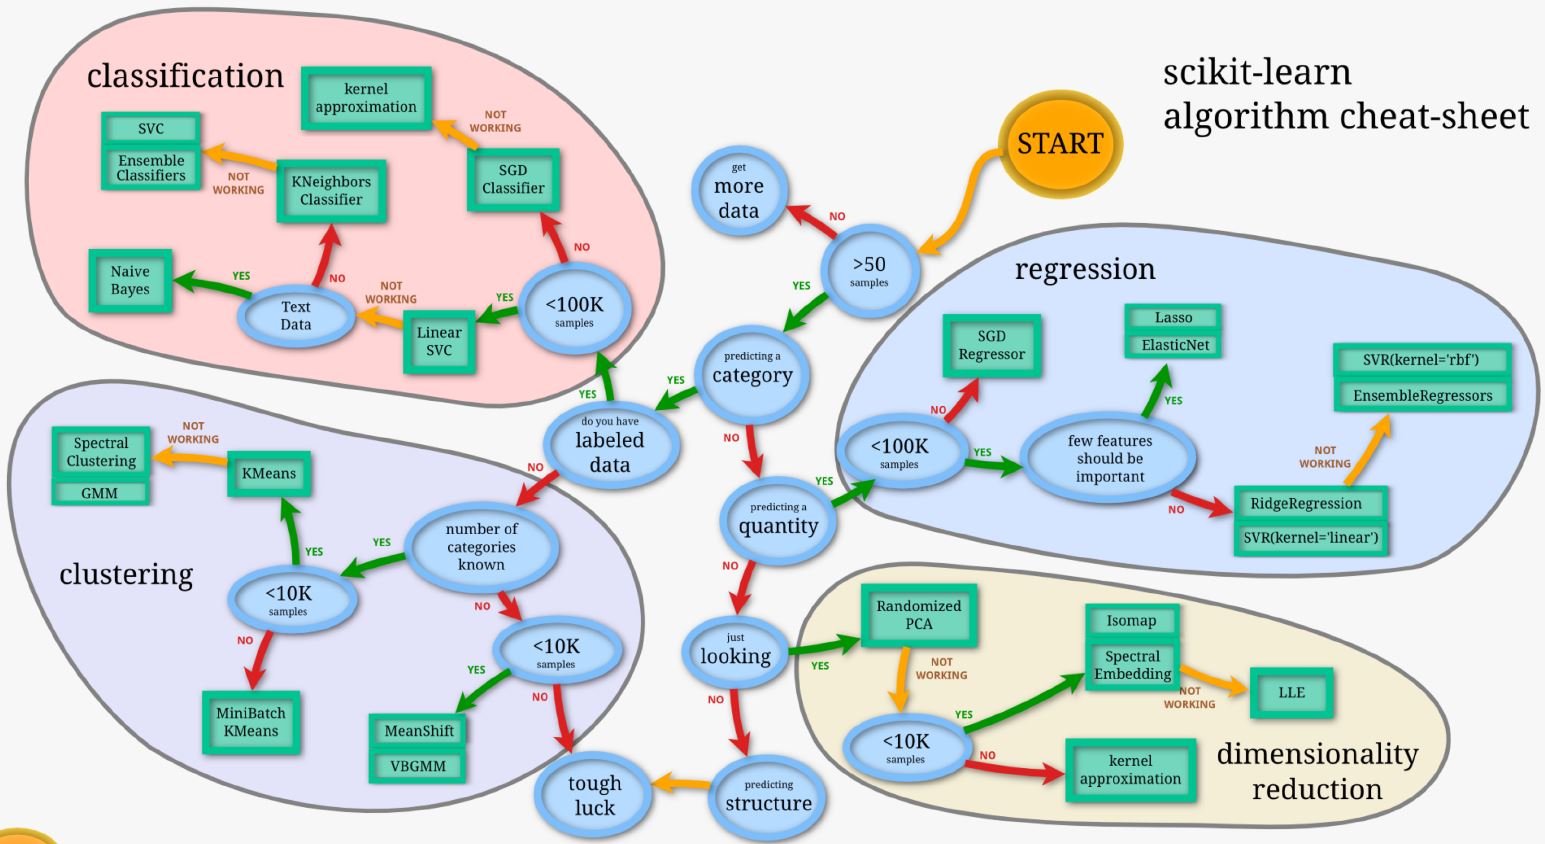 scikit-learn
algorithm cheat-sheet
START
>50
samples
NO
get
more
data
YES
predicting a
category
YES
do you have
labeled
data
YES
classification
<100K
samples
NO
SGD
Classifier
NOT
WORKING
kernel
approximation
YES
Linear
SVC
NOT
WORKING
Text
Data
YES
Naive
Bayes
NO
KNeighbors
Classifier
NOT
WORKING
SVC
Ensemble
Classifiers
NO
clustering
number of
categories
known
YES
<10K
samples
YES
KMeans
NOT
WORKING
Spectral
Clustering
GMM
NO
MiniBatch
KMeans
NO
<10K
samples
YES
MeanShift
VBGMM
NO
tough
luck
NO
predicting a
quantity
YES
regression
<100K
samples
NO
SGD
Regressor
YES
few features
should be
important
YES
Lasso
ElasticNet
NO
RidgeRegression
SVR(kernel='linear')
NOT
WORKING
SVR(kernel='rbf')
EnsembleRegressors
NO
just
looking
YES
dimensionality
reduction
Randomized
PCA
NOT
WORKING
<10K
samples
YES
Isomap
Spectral
Embedding
NOT
WORKING
LLE
NO
kernel
approximation
NO
predicting
structure